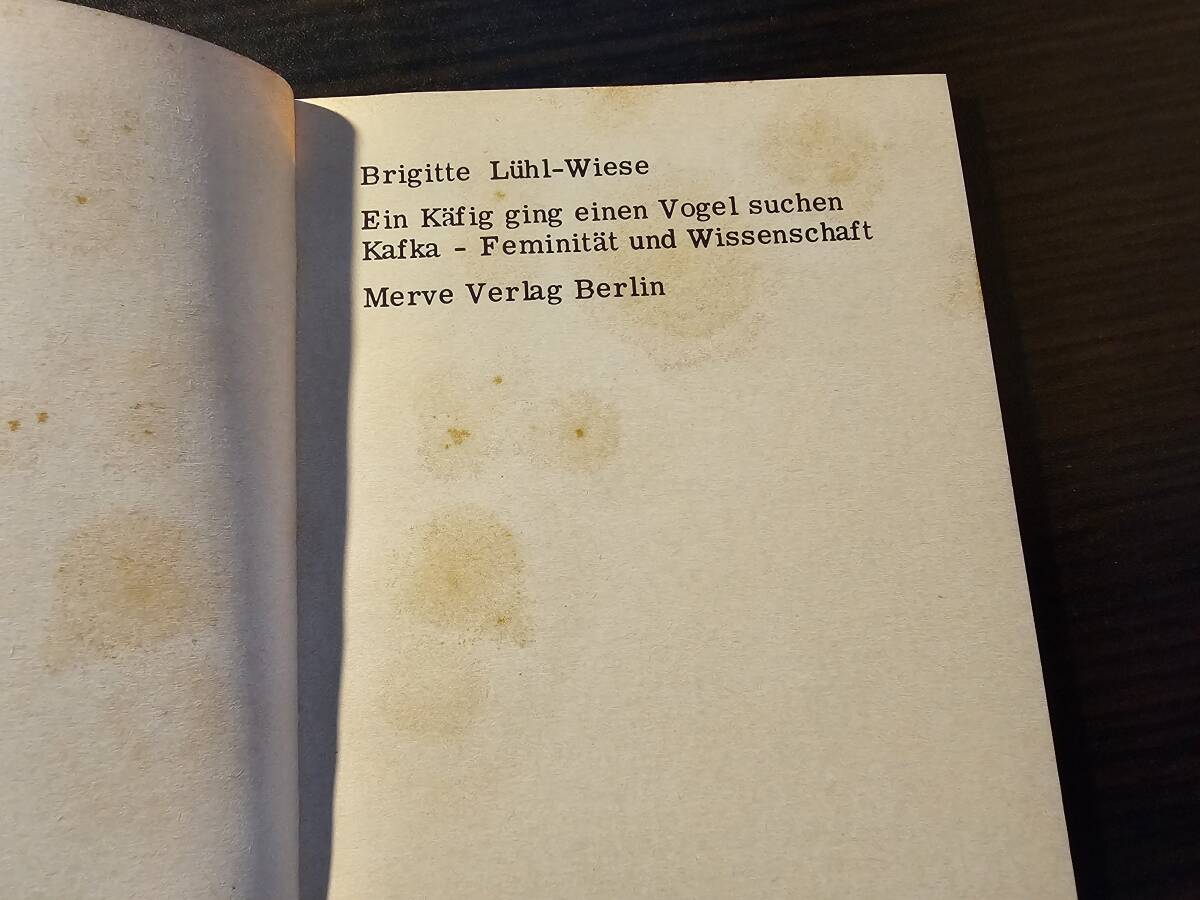 Brigitte Lühl-Wiese
Ein Käfig ging einen Vogel suchen
Kafka - Feminität und Wissenschaft
Merve Verlag Berlin